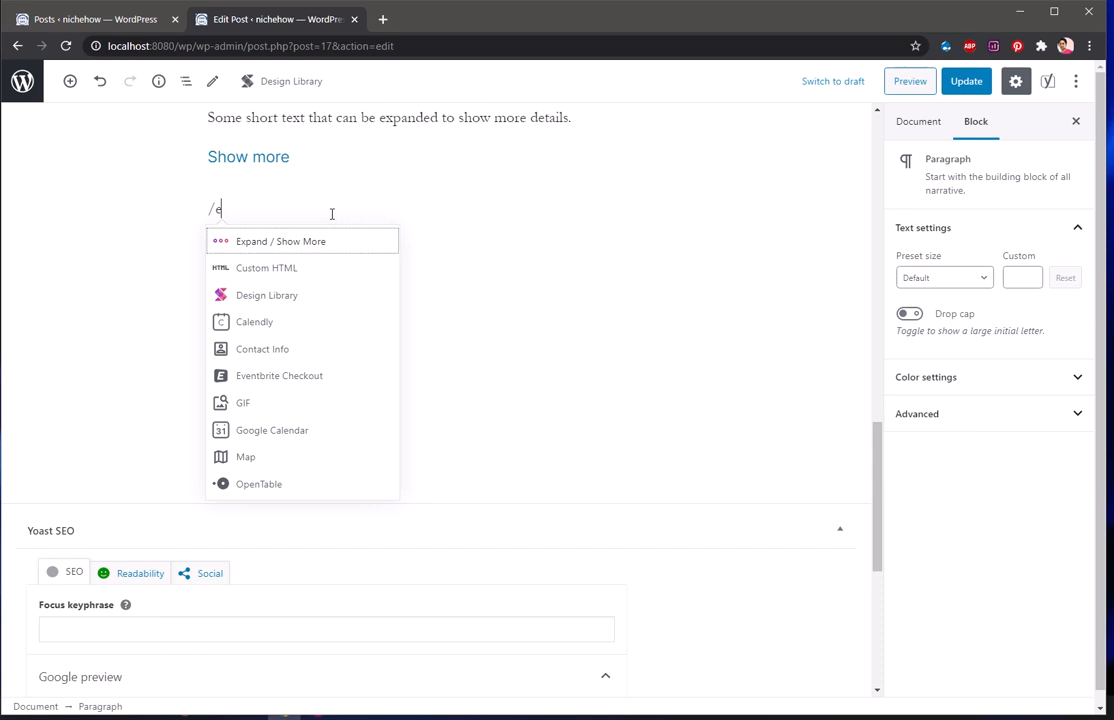 Posts ‹ nichehow — WordPress
Edit Post ‹ nichehow — WordPre
localhost:8080/wp/wp-admin/post.php?post=17&action=edit
ABP
Design Library
Switch to draft
Preview
Update
Some short text that can be expanded to show more details.
Show more
/e
Expand / Show More
HTML Custom HTML
Design Library
C Calendly
Contact Info
E Eventbrite Checkout
GIF
31 Google Calendar
Map
OpenTable
Document
Block
Paragraph
Start with the building block of all
narrative.
Text settings
Preset size
Custom
Default
Reset
Drop cap
Toggle to show a large initial letter.
Color settings
Advanced
Yoast SEO
SEO
Readability
Social
Focus keyphrase
Google preview
Document → Paragraph